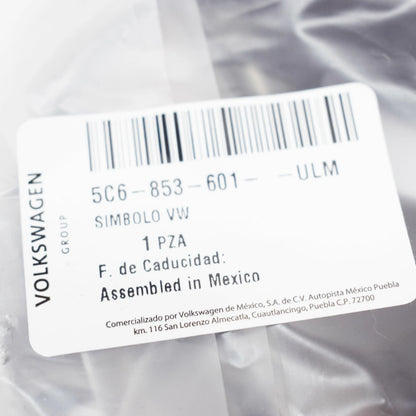 VOLKSWAGEN
GROUP
5C6-853-601- -ULM
SIMBOLO VW
1 PZA
F. de Caducidad:
Assembled in Mexico
Comercializado por Volkswagen de México, S.A. de C.V. Autopista México Puebla
km. 116 San Lorenzo Almecatla, Cuautlancingo, Puebla C.P. 72700